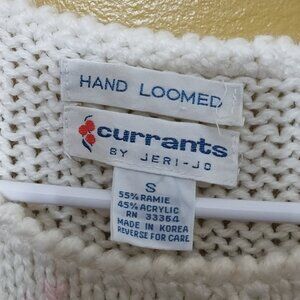 HAND LOOMED
currants
BY JERI-JO
S
55% RAMIE
45% ACRYLIC
RN 33364
MADE IN KOREA
REVERSE FOR CARE